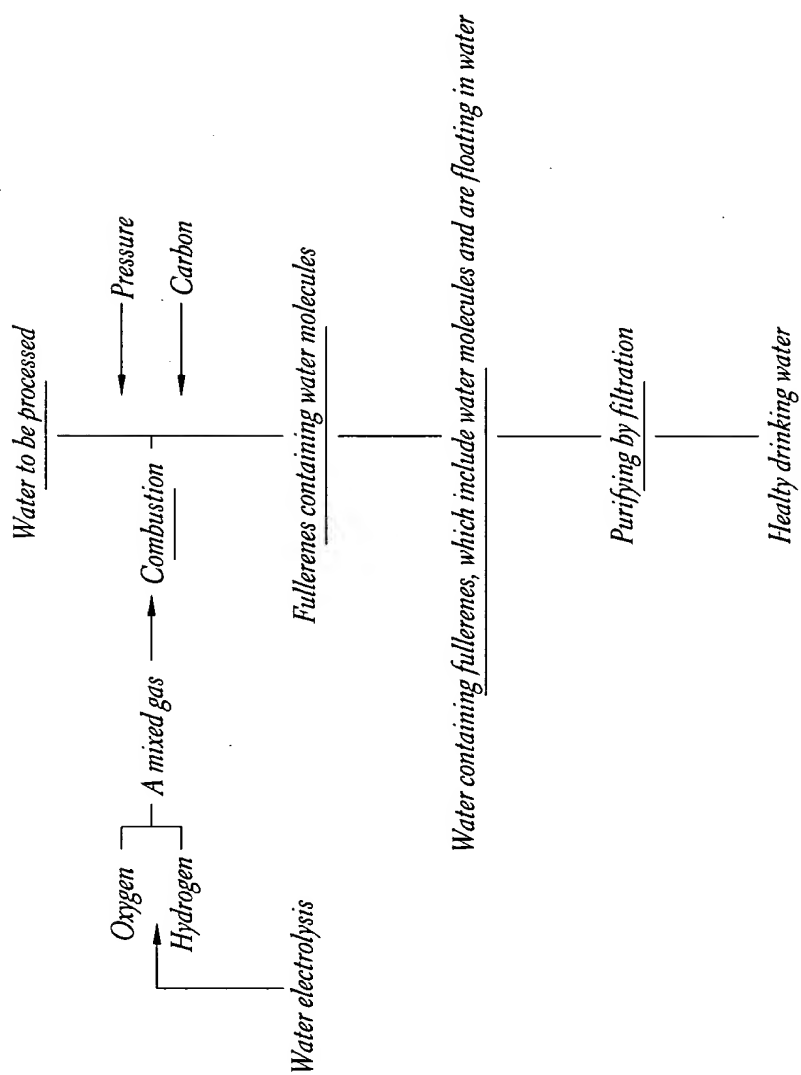 Water to be processed
Pressure
Carbon
Combustion
A mixed gas
Oxygen
Hydrogen
Water electrolysis
Fullerenes containing water molecules
Water containing fullerenes, which include water molecules and are floating in water
Purifying by filtration
Healty drinking water